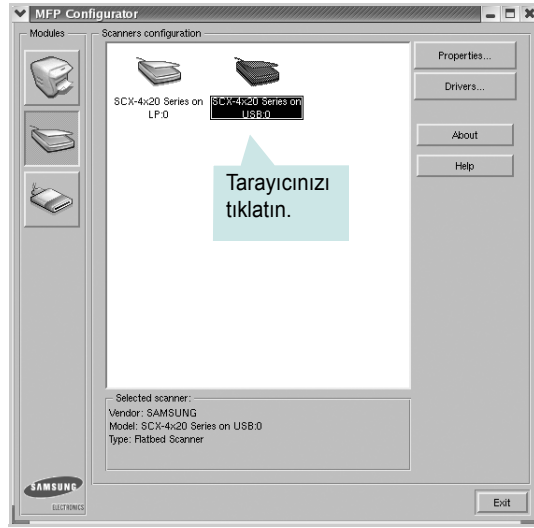 MFP Configurator
Modules
Scanners configuration
SCX-4x20 Series on
LP:0
SCX-4x20 Series on
USB:0
Tarayıcınızı
tıklatın.
Properties...
Drivers...
About
Help
Selected scanner:
Vendor: SAMSUNG
Model: SCX-4x20 Series on USB:0
Type: Flatbed Scanner
SAMSUNG
ELECTRONICS
Exit